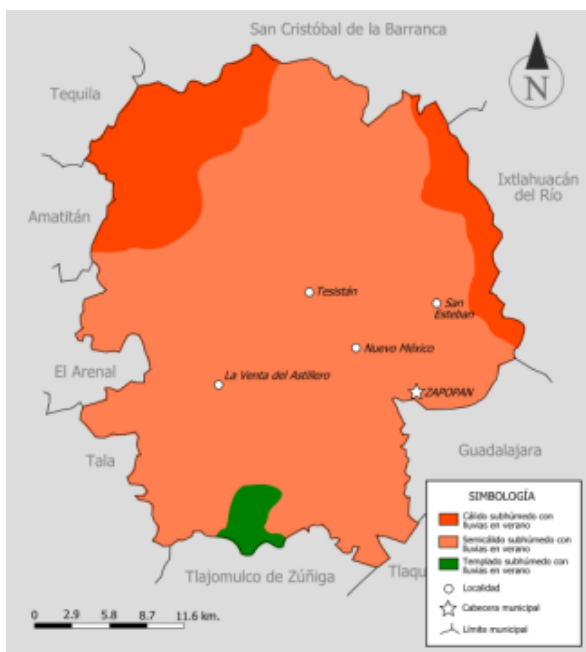 San Cristóbal de la Barranca
Tequila
N
Ixtlahuacán
del Río
Amatitán
Tesistán
San
Esteban
Nuevo México
El Arenal
La Venta del Astillero
ZAPOPAN
Tala
Guadalajara
SIMBOLOGÍA
Cálido subhúmedo con
lluvias en verano
Semicálido subhúmedo con
lluvias en verano
Templado subhúmedo con
lluvias en verano
Localidad
Cabecera municipal
Límite municipal
Tlajomulco de Zúñiga
Tlaqu
0 2.9 5.8 8.7 11.6 km.